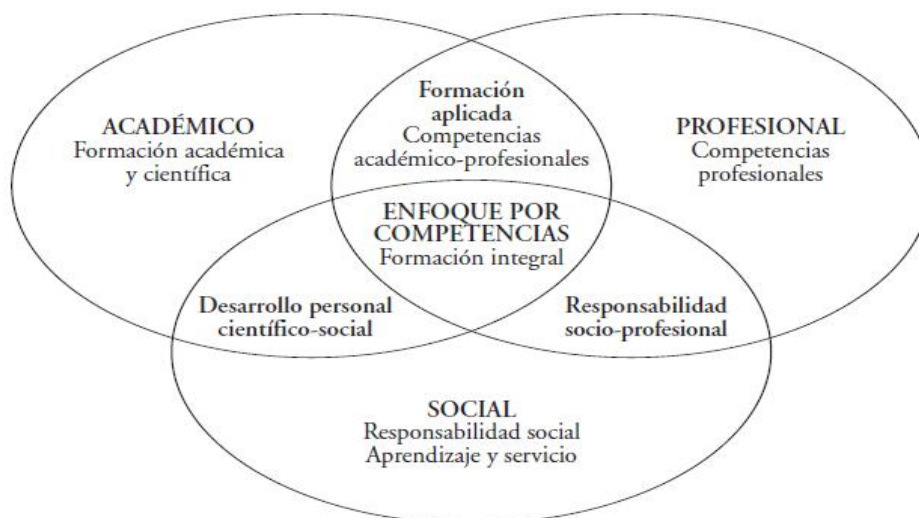 Formación
aplicada
Competencias
académico-profesionales
ACADÉMICO
Formación académica
y científica
PROFESIONAL
Competencias
profesionales
ENFOQUE POR
COMPETENCIAS
Formación integral
Desarrollo personal
científico-social
Responsabilidad
socio-profesional
SOCIAL
Responsabilidad social
Aprendizaje y servicio